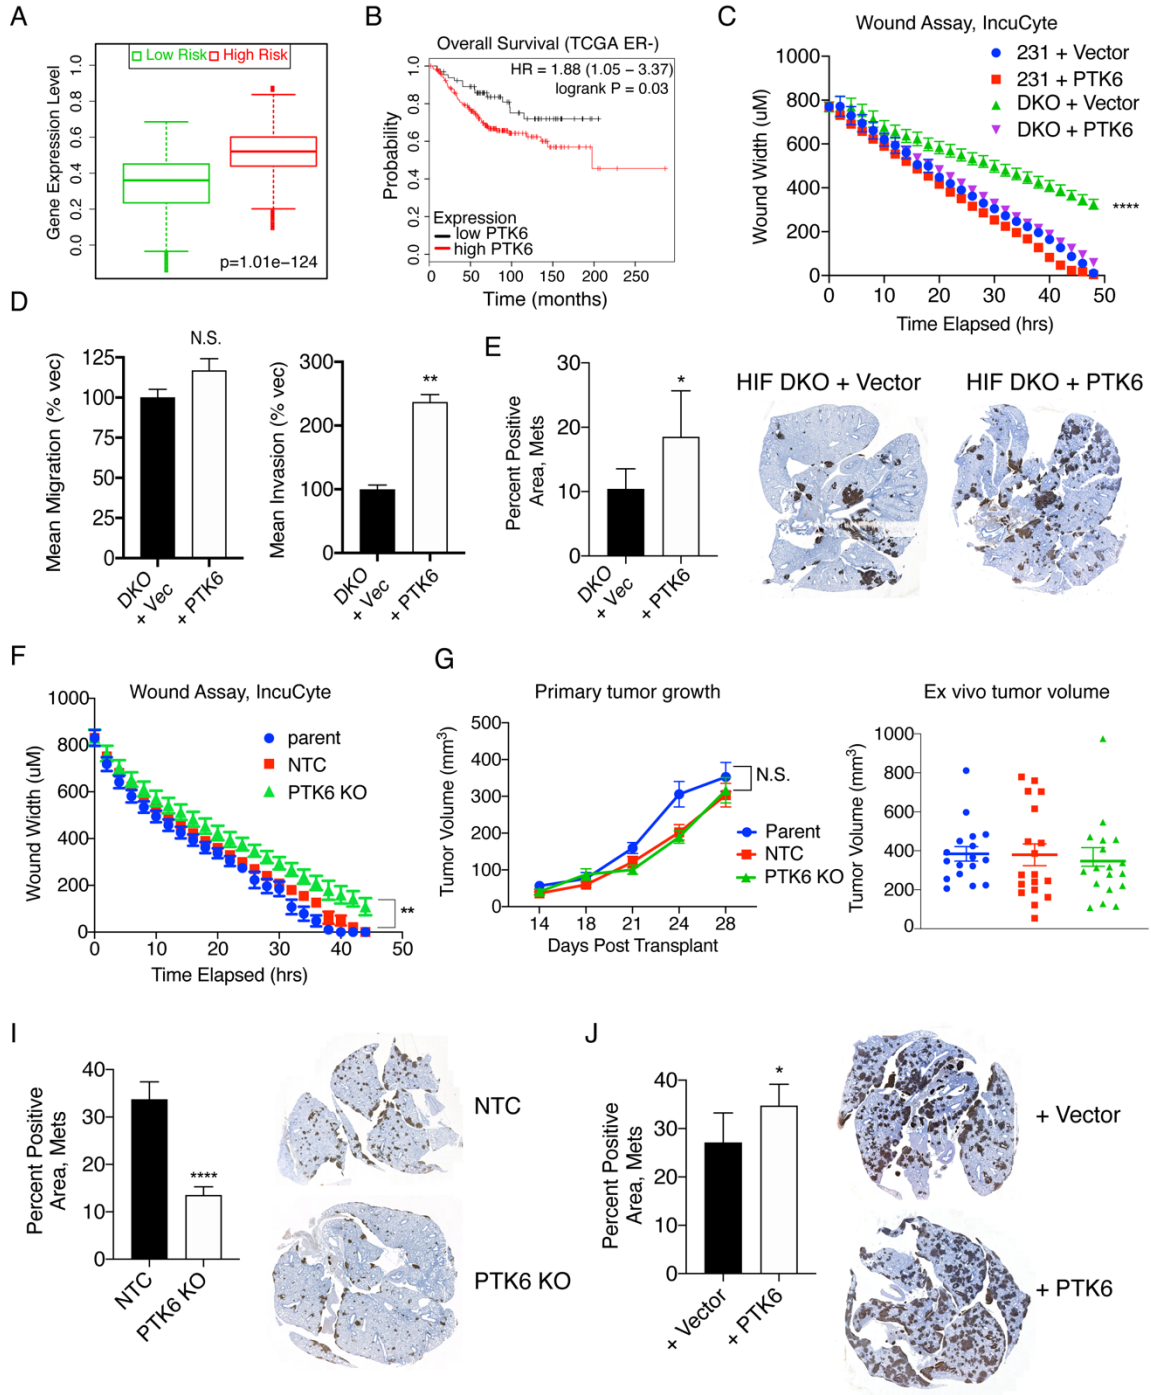 A
Low Risk High Risk
Gene Expression Level
0.0 0.2 0.4 0.6 0.8 1.0
p=1.01e−124
B
Overall Survival (TCGA ER-)
HR = 1.88 (1.05 − 3.37)
logrank P = 0.03
Probability
1.0
0.8
0.6
0.4
0.2
0.0
Expression
low PTK6
high PTK6
0 50 100 150 200 250
Time (months)
C
Wound Assay, IncuCyte
231 + Vector
231 + PTK6
DKO + Vector
DKO + PTK6
Wound Width (uM)
1000
800
600
400
200
0
****
0 10 20 30 40 50
Time Elapsed (hrs)
D
N.S.
Mean Migration (% vec)
125
100
75
50
25
0
DKO
+ Vec
+ PTK6
Mean Invasion (% vec)
300
200
100
0
**
DKO
+ Vec
+ PTK6
E
Percent Positive
Area, Mets
30
20
10
0
*
DKO
+ Vec
+ PTK6
HIF DKO + Vector
HIF DKO + PTK6
F
Wound Assay, IncuCyte
parent
NTC
PTK6 KO
Wound Width (uM)
1000
800
600
400
200
0
**
0 10 20 30 40 50
Time Elapsed (hrs)
G
Primary tumor growth
Tumor Volume (mm³)
500
400
300
200
100
0
N.S.
Parent
NTC
PTK6 KO
14 18 21 24 28
Days Post Transplant
Ex vivo tumor volume
Tumor Volume (mm³)
1000
800
600
400
200
0
I
Percent Positive
Area, Mets
40
30
20
10
0
****
NTC
PTK6 KO
NTC
PTK6 KO
J
Percent Positive
Area, Mets
40
30
20
10
0
*
+ Vector
+ PTK6
+ Vector
+ PTK6